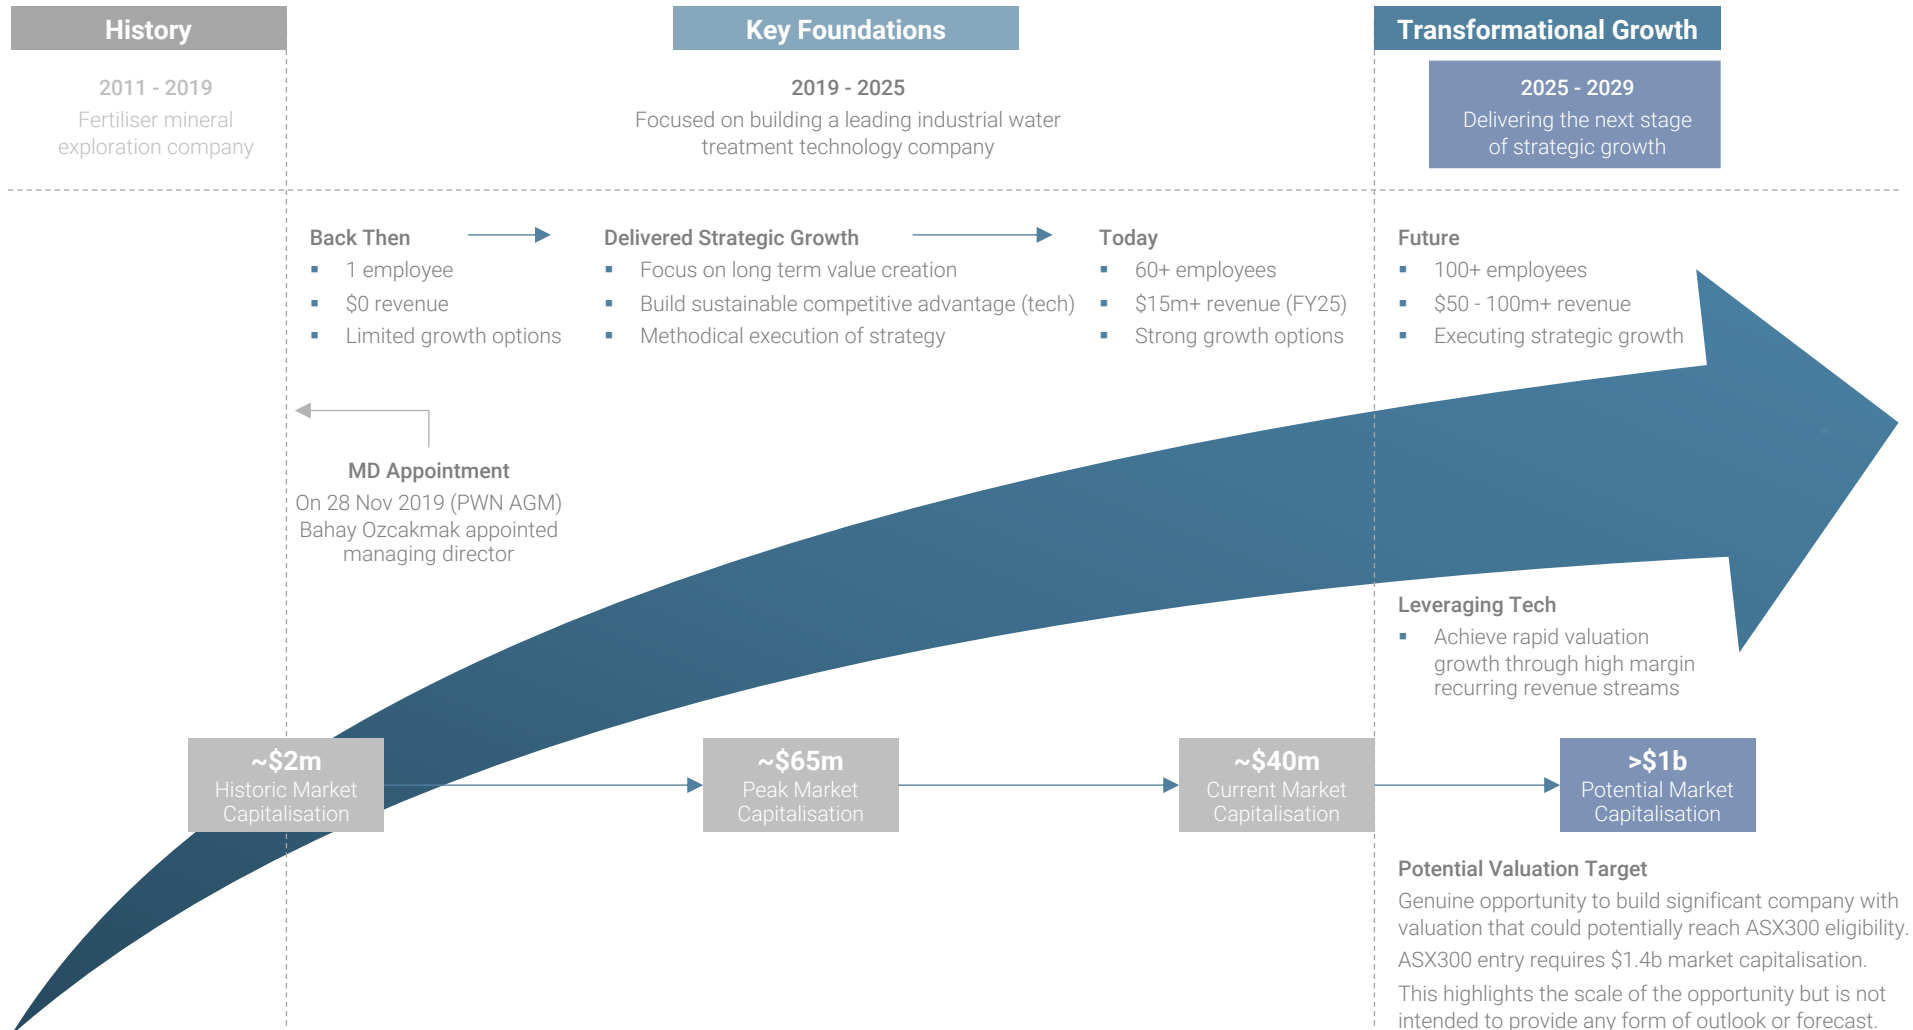 History
Key Foundations
Transformational Growth
2011 - 2019
Fertiliser mineral
exploration company
2019 - 2025
Focused on building a leading industrial water
treatment technology company
2025 - 2029
Delivering the next stage
of strategic growth
Back Then
1 employee
$0 revenue
Limited growth options
Delivered Strategic Growth
Focus on long term value creation
Build sustainable competitive advantage (tech)
Methodical execution of strategy
Today
60+ employees
$15m+ revenue (FY25)
Strong growth options
Future
100+ employees
$50 - 100m+ revenue
Executing strategic growth
MD Appointment
On 28 Nov 2019 (PWN AGM)
Bahay Ozcakmak appointed
managing director
Leveraging Tech
Achieve rapid valuation
growth through high margin
recurring revenue streams
~$2m
Historic Market
Capitalisation
~$65m
Peak Market
Capitalisation
~$40m
Current Market
Capitalisation
>$1b
Potential Market
Capitalisation
Potential Valuation Target
Genuine opportunity to build significant company with
valuation that could potentially reach ASX300 eligibility.
ASX300 entry requires $1.4b market capitalisation.
This highlights the scale of the opportunity but is not
intended to provide any form of outlook or forecast.